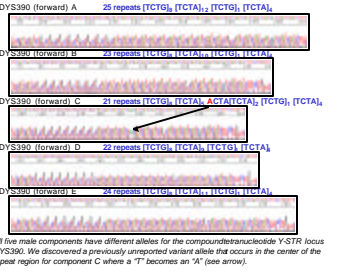 DYS390 (forward) A 25 repeats [TCTG]8 [TCTA]12 [TCTG]1 [TCTA]4
DYS390 (forward) B 23 repeats [TCTG]8 [TCTA]10 [TCTG]1 [TCTA]4
DYS390 (forward) C 21 repeats [TCTG]8 [TCTA] ACTA[TCTA]2 [TCTG]1 [TCTA]4
DYS390 (forward) D 22 repeats [TCTG]8 [TCTA]9 [TCTG]1 [TCTA]4
DYS390 (forward) E 24 repeats [TCTG]8 [TCTA]11 [TCTG]1 [TCTA]4
ll five male components have different alleles for the compoundtetranucleotide Y-STR locus
YS390. We discovered a previously unreported variant allele that occurs in the center of the
peat region for component C where a “T” becomes an “A” (see arrow).